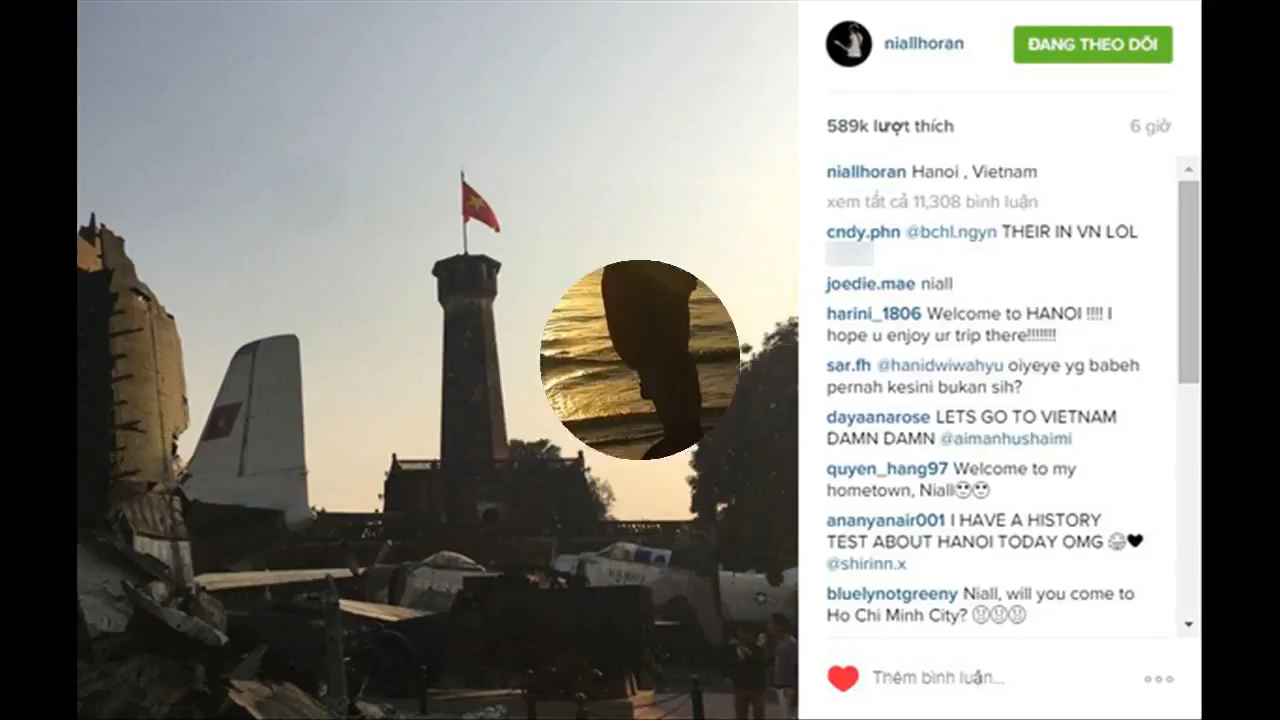 niallhoran
ĐANG THEO DÕI
589k lượt thích
6 giờ
niallhoran Hanoi , Vietnam
xem tất cả 11,308 bình luận
cndy.phn @bchl.ngyn THEIR IN VN LOL
joedie.mae niall
harini_1806 Welcome to HANOI !!!! I
hope u enjoy ur trip there!!!!!!!!
sar.fh @hanidwiwahyu oiyeye yg babeh
pernah kesini bukan sih?
dayaanarose LETS GO TO VIETNAM
DAMN DAMN @aimanhushaimi
quyen_hang97 Welcome to my
hometown, Niall
ananyanair001 I HAVE A HISTORY
TEST ABOUT HANOI TODAY OMG 😂🖤
@shirinn.x
bluelynotgreeny Niall, will you come to
Ho Chi Minh City?
Thêm bình luận...